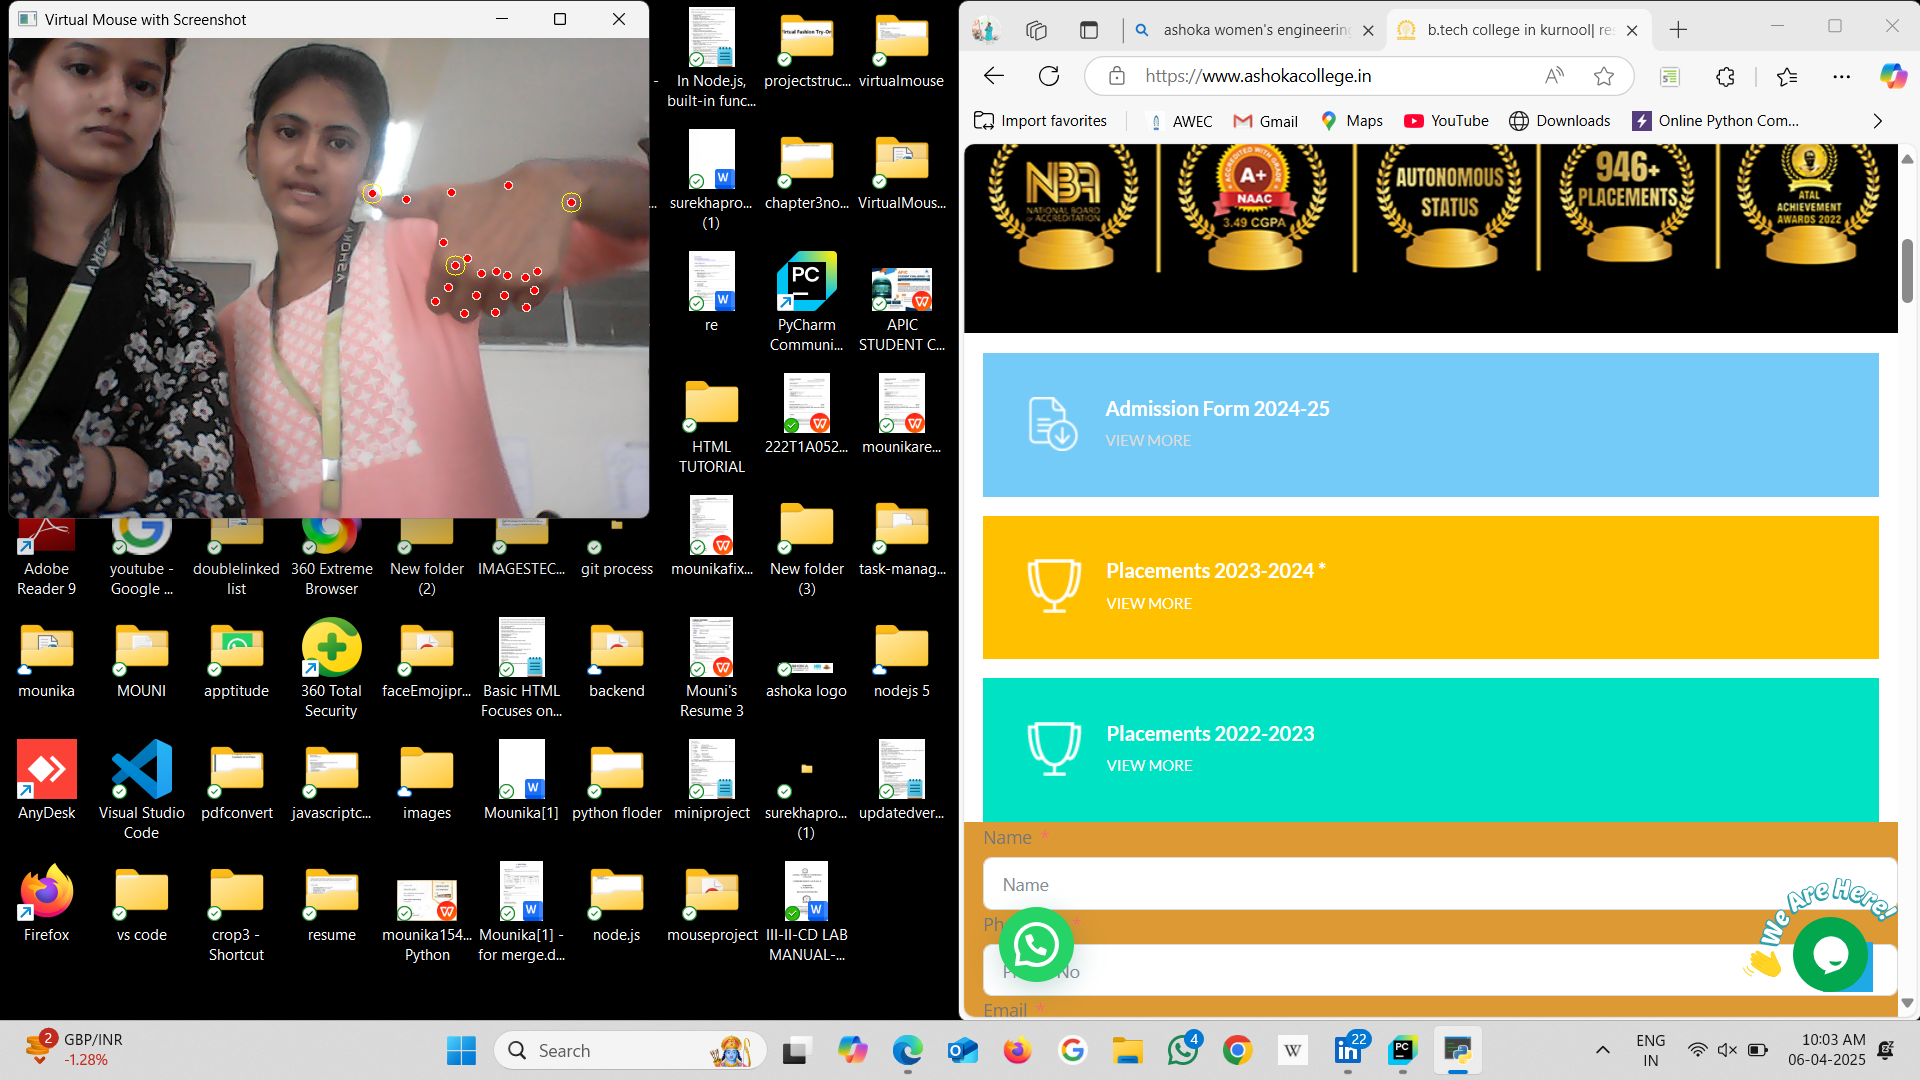 Virtual Mouse with Screenshot
In Node.js,
built-in func...
projectstruc...
virtualmouse
surekhapro...
(1)
chapter3no...
VirtualMous...
re
PyCharm
Communi...
APIC
STUDENT C...
HTML
TUTORIAL
222T1A052...
mounikare...
Adobe
Reader 9
youtube -
Google ...
doublelinked
list
360 Extreme
Browser
New folder
(2)
IMAGESTEC...
git process
mounikafix...
New folder
(3)
task-manag...
mounika
MOUNI
apptitude
360 Total
Security
faceEmojipr...
Basic HTML
Focuses on...
backend
Mouni's
Resume 3
ashoka logo
nodejs 5
AnyDesk
Visual Studio
Code
pdfconvert
javascriptc...
images
Mounika[1]
python floder
miniproject
surekhapro...
(1)
updatedver...
Firefox
vs code
crop3 -
Shortcut
resume
mounika154...
Python
Mounika[1] -
for merge.d...
node.js
mouseproject
III-II-CD LAB
MANUAL-...
ashoka women's engineering
b.tech college in kurnool| res
https://www.ashokacollege.in
Import favorites
AWEC
Gmail
Maps
YouTube
Downloads
Online Python Com...
NBA
NATIONAL BOARD
OF ACCREDITATION
ACCREDITED WITH GRADE
A+
NAAC
3.49 CGPA
AUTONOMOUS
STATUS
946+
PLACEMENTS
ATAL
ACHIEVEMENT
AWARDS 2022
Admission Form 2024-25
VIEW MORE
Placements 2023-2024 *
VIEW MORE
Placements 2022-2023
VIEW MORE
Name *
Name
Ph *
No
Email *
We Are Here!
2
GBP/INR
-1.28%
Search
4
22
ENG
IN
10:03 AM
06-04-2025